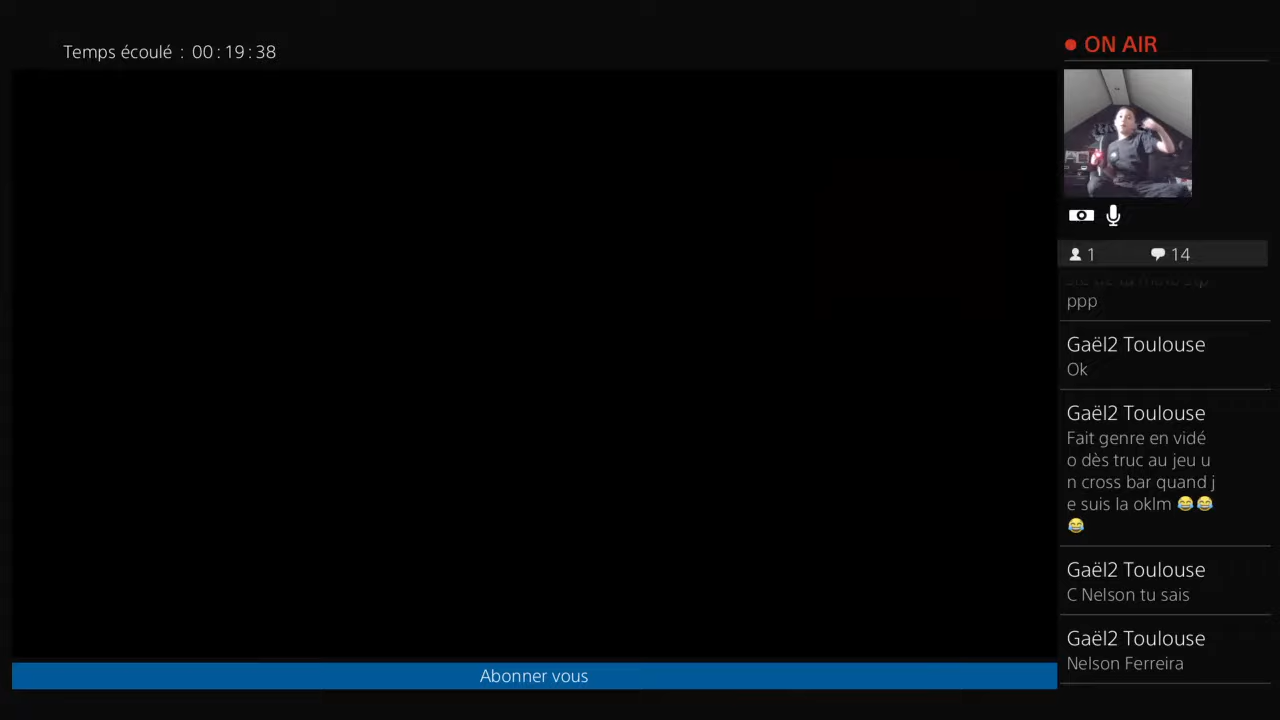 Temps écoulé : 00:19:38
ON AIR
1 14
ppp
Gaël2 Toulouse
Ok
Gaël2 Toulouse
Fait genre en vidé
o dès truc au jeu u
n cross bar quand j
e suis la oklm 😂😂
😂
Gaël2 Toulouse
C Nelson tu sais
Gaël2 Toulouse
Nelson Ferreira
Abonner vous